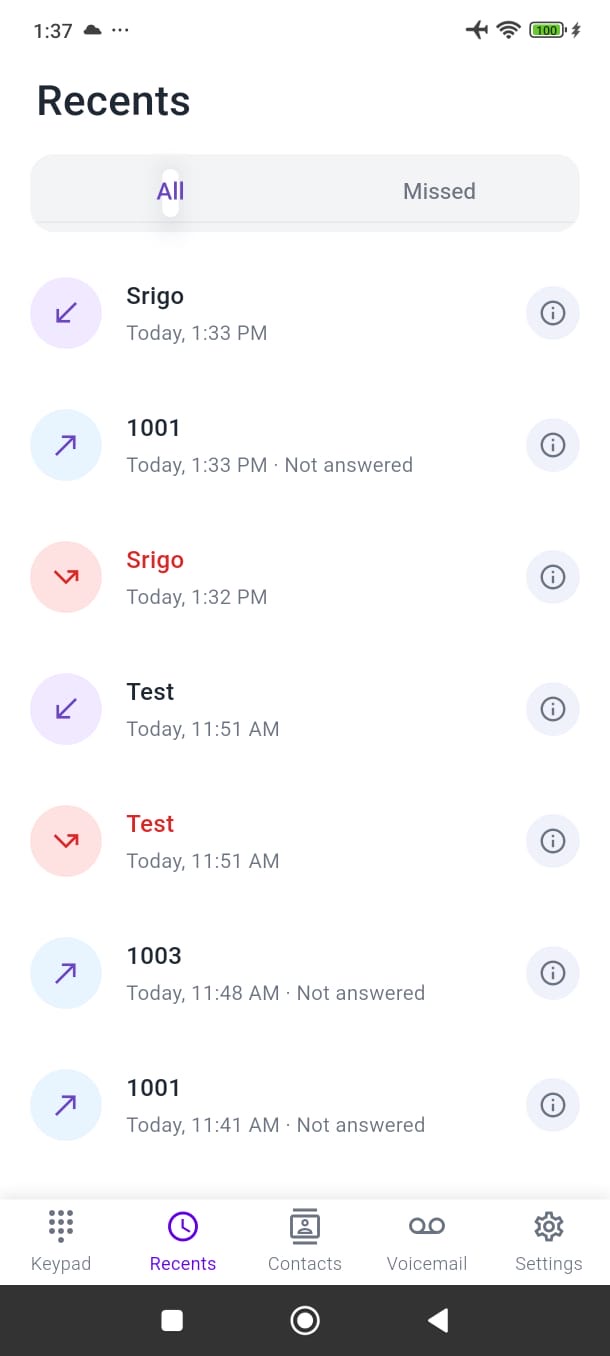 1:37
100
Recents
All
Missed
Srigo
Today, 1:33 PM
1001
Today, 1:33 PM · Not answered
Srigo
Today, 1:32 PM
Test
Today, 11:51 AM
Test
Today, 11:51 AM
1003
Today, 11:48 AM · Not answered
1001
Today, 11:41 AM · Not answered
Keypad
Recents
Contacts
Voicemail
Settings